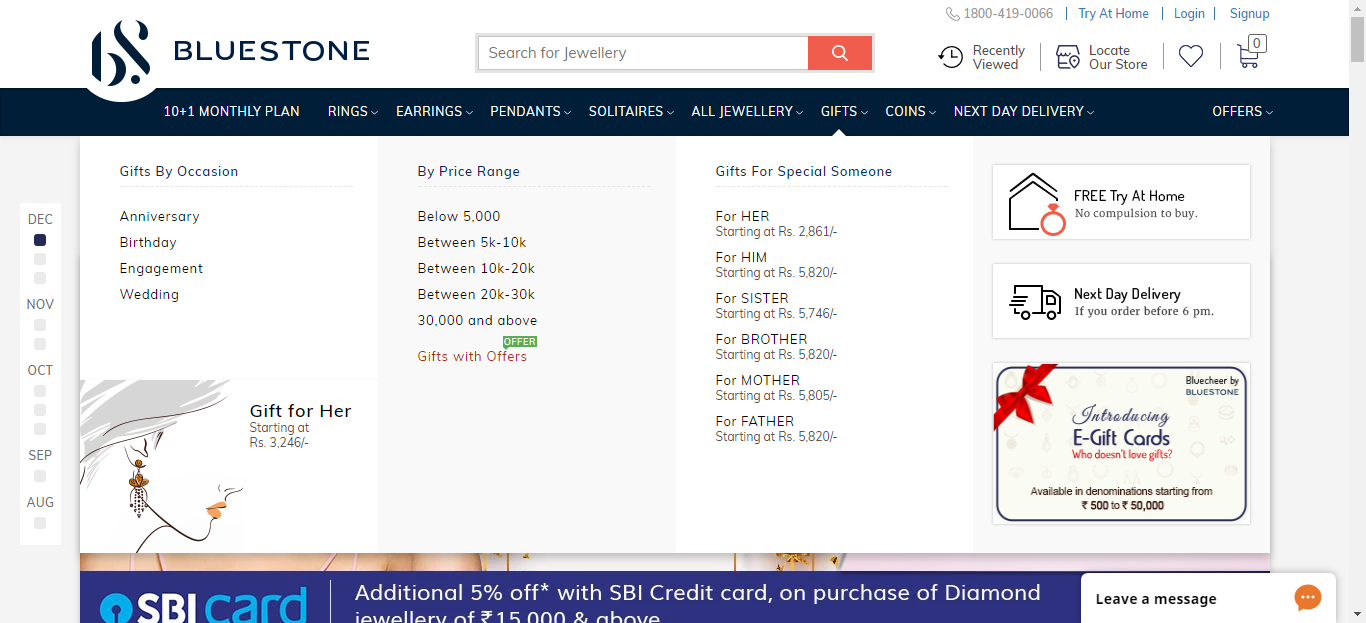 1800-419-0066 | Try At Home | Login | Signup
BLUESTONE
Search for Jewellery
Recently
Viewed
Locate
Our Store
0
10+1 MONTHLY PLAN RINGS EARRINGS PENDANTS SOLITAIRES ALL JEWELLERY GIFTS COINS NEXT DAY DELIVERY OFFERS
DEC
NOV
OCT
SEP
AUG
Gifts By Occasion
Anniversary
Birthday
Engagement
Wedding
Gift for Her
Starting at
Rs. 3,246/-
By Price Range
Below 5,000
Between 5k-10k
Between 10k-20k
Between 20k-30k
30,000 and above
OFFER
Gifts with Offers
Gifts For Special Someone
For HER
Starting at Rs. 2,861/-
For HIM
Starting at Rs. 5,820/-
For SISTER
Starting at Rs. 5,746/-
For BROTHER
Starting at Rs. 5,820/-
For MOTHER
Starting at Rs. 5,805/-
For FATHER
Starting at Rs. 5,820/-
FREE Try At Home
No compulsion to buy.
Next Day Delivery
If you order before 6 pm.
Bluecheer by
BLUESTONE
Introducing
E-Gift Cards
Who doesn't love gifts?
Available in denominations starting from
₹ 500 to ₹ 50,000
SBI card
Additional 5% off* with SBI Credit card, on purchase of Diamond
jewellery of ₹15,000 & above
Leave a message